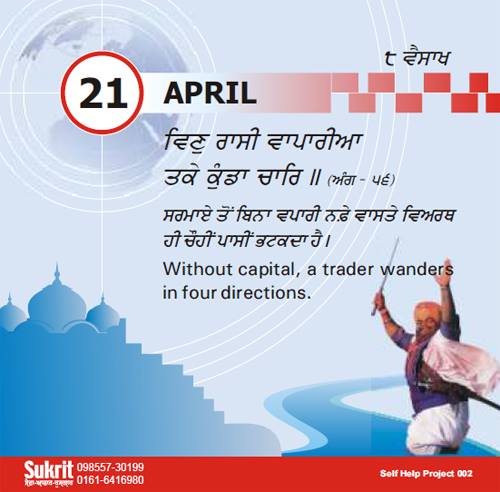 ੮ ਵੈਸਾਖ
21 APRIL
ਵਿਣੁ ਰਾਸੀ ਵਾਪਾਰੀਆ
ਤਕੇ ਕੁੰਡਾ ਚਾਰਿ ॥ (ਅੰਗ - ੫੬)
ਸਰਮਾਏ ਤੋਂ ਬਿਨਾ ਵਪਾਰੀ ਨਫ਼ੇ ਵਾਸਤੇ ਵਿਅਰਥ
ਹੀ ਚੌਹੀਂ ਪਾਸੀਂ ਭਟਕਦਾ ਹੈ।
Without capital, a trader wanders
in four directions.
Sukrit 098557-30199
0161-6416980
Self Help Project 002